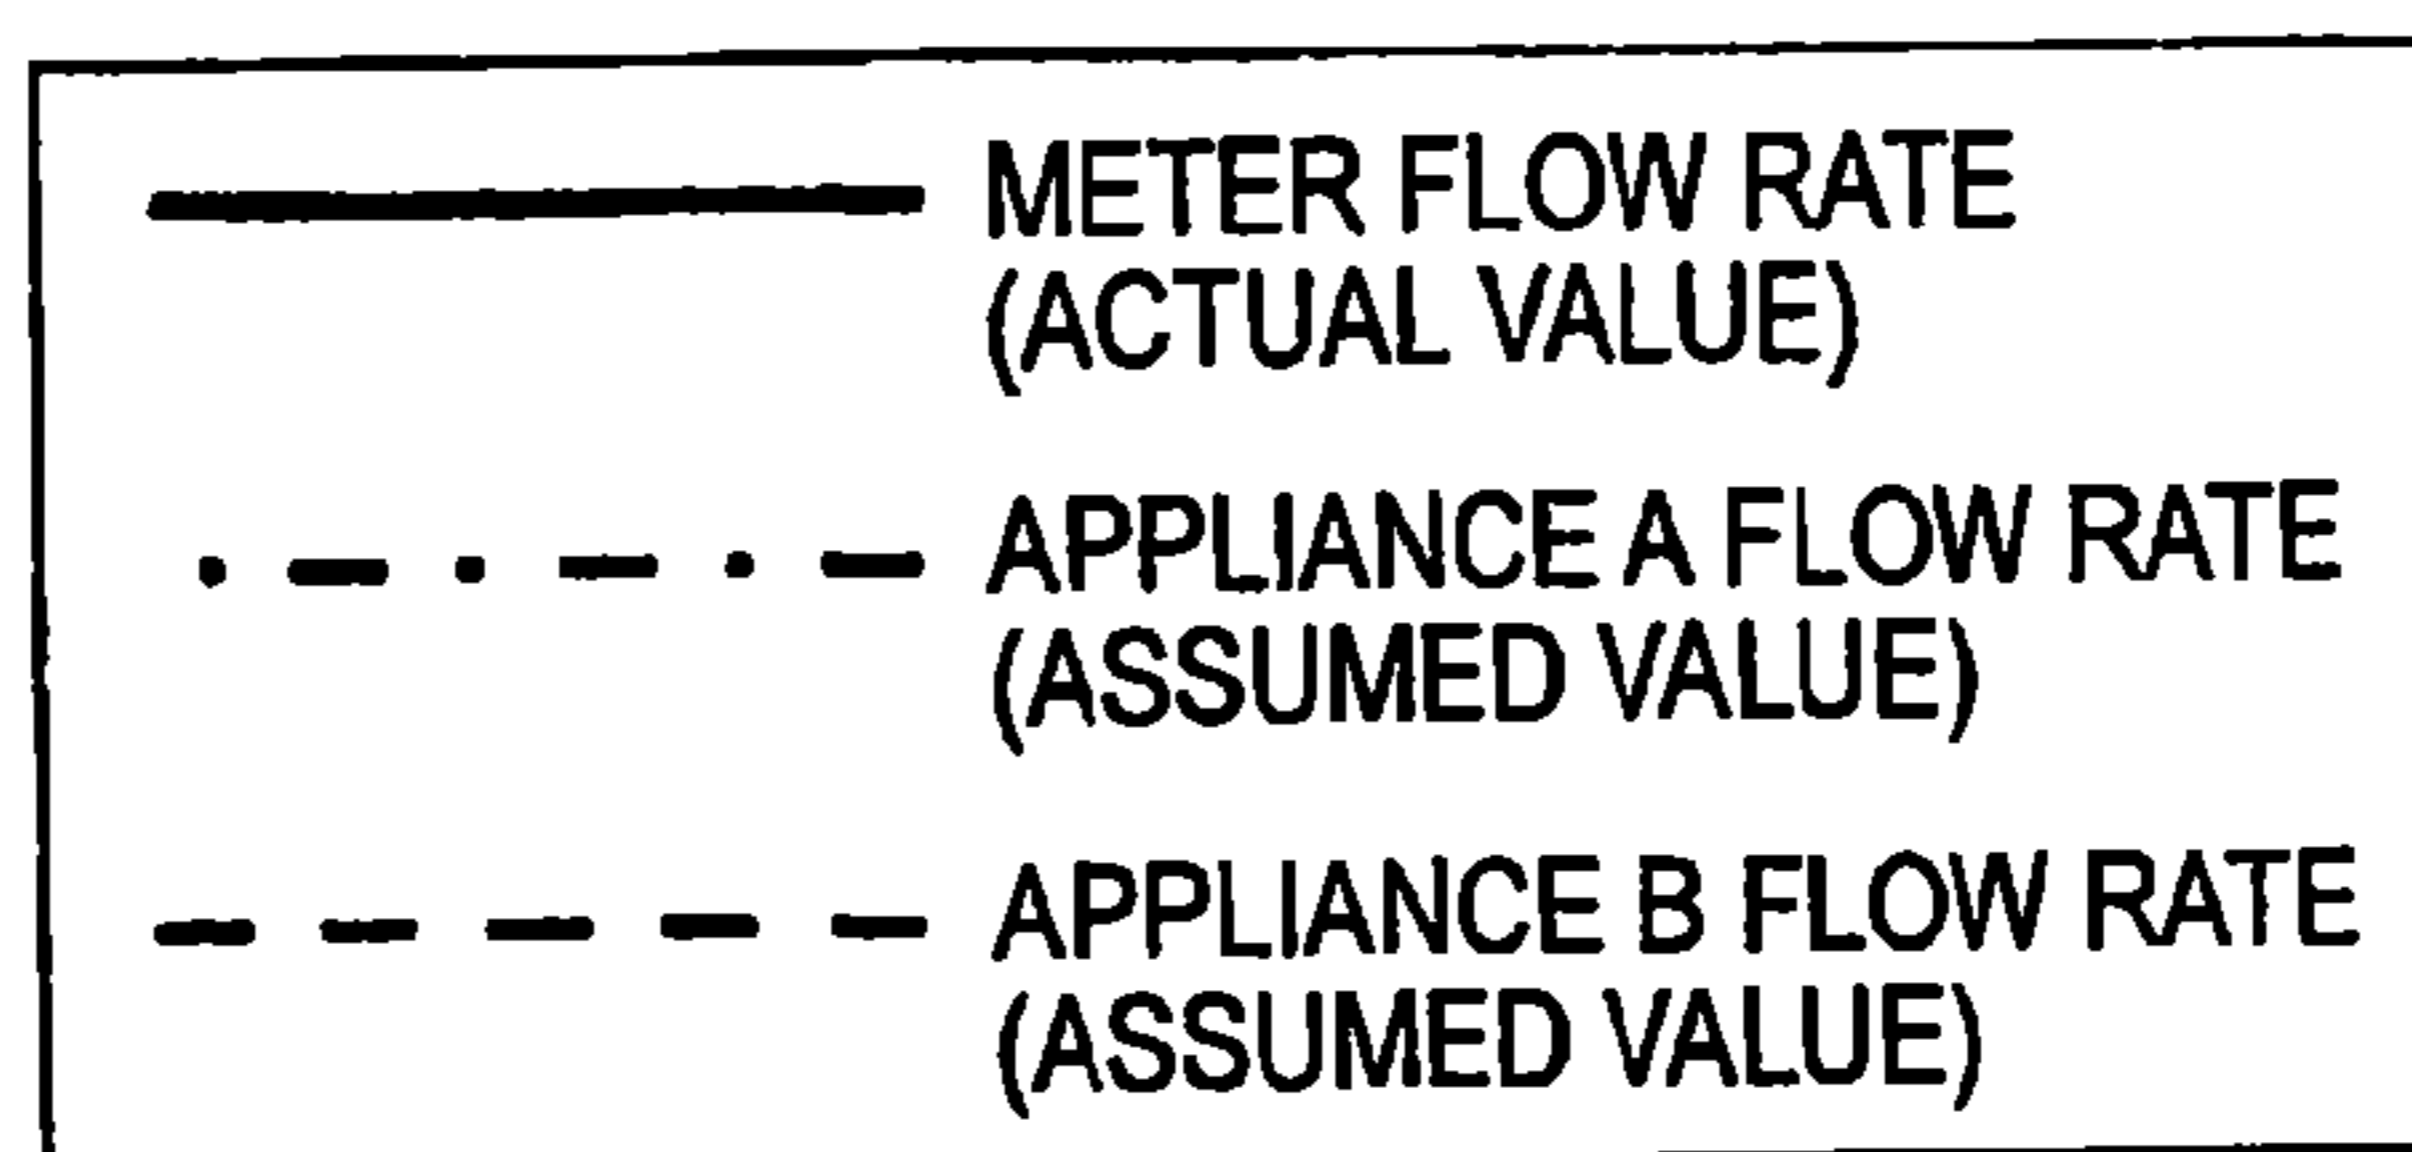 METER FLOW RATE
(ACTUAL VALUE)
APPLIANCE A FLOW RATE
(ASSUMED VALUE)
APPLIANCE B FLOW RATE
(ASSUMED VALUE)